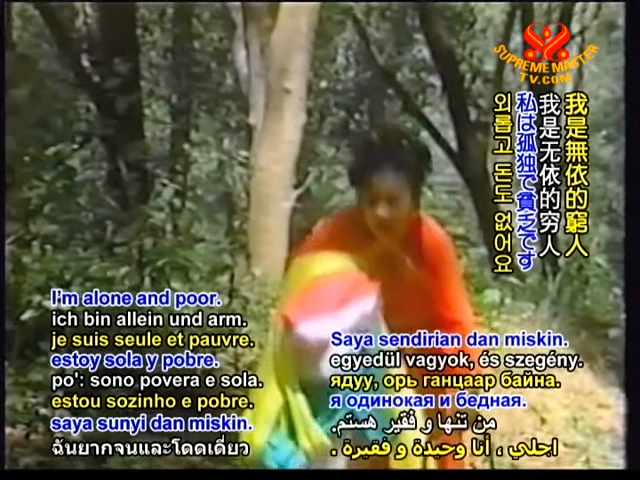 SUPREME MASTER
TV.COM
我是無依的窮人
我是无依的穷人
私は孤独で貧乏です
외롭고 돈도 없어요
I'm alone and poor.
ich bin allein und arm.
je suis seule et pauvre.
estoy sola y pobre.
po': sono povera e sola.
estou sozinho e pobre.
saya sunyi dan miskin.
ฉันยากจนและโดดเดี่ยว
Saya sendirian dan miskin.
egyedül vagyok, és szegény.
ядуу, орь ганцаар байна.
я одинокая и бедная.
من تنها و فقیر هستم.
اجلي ، أنا وحيدة و فقيرة .